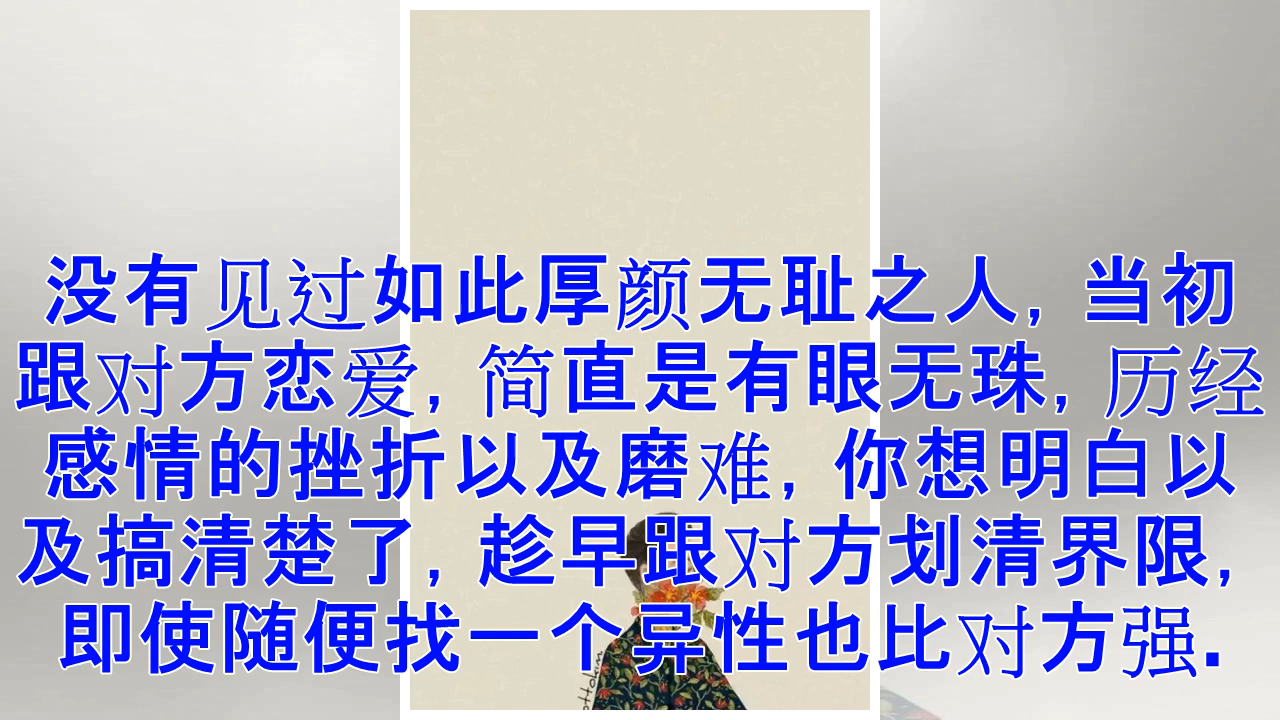 没有见过如此厚颜无耻之人, 当初
跟对方恋爱, 简直是有眼无珠, 历经
感情的挫折以及磨难, 你想明白以
及搞清楚了, 趁早跟对方划清界限,
即使随便找一个异性也比对方强.